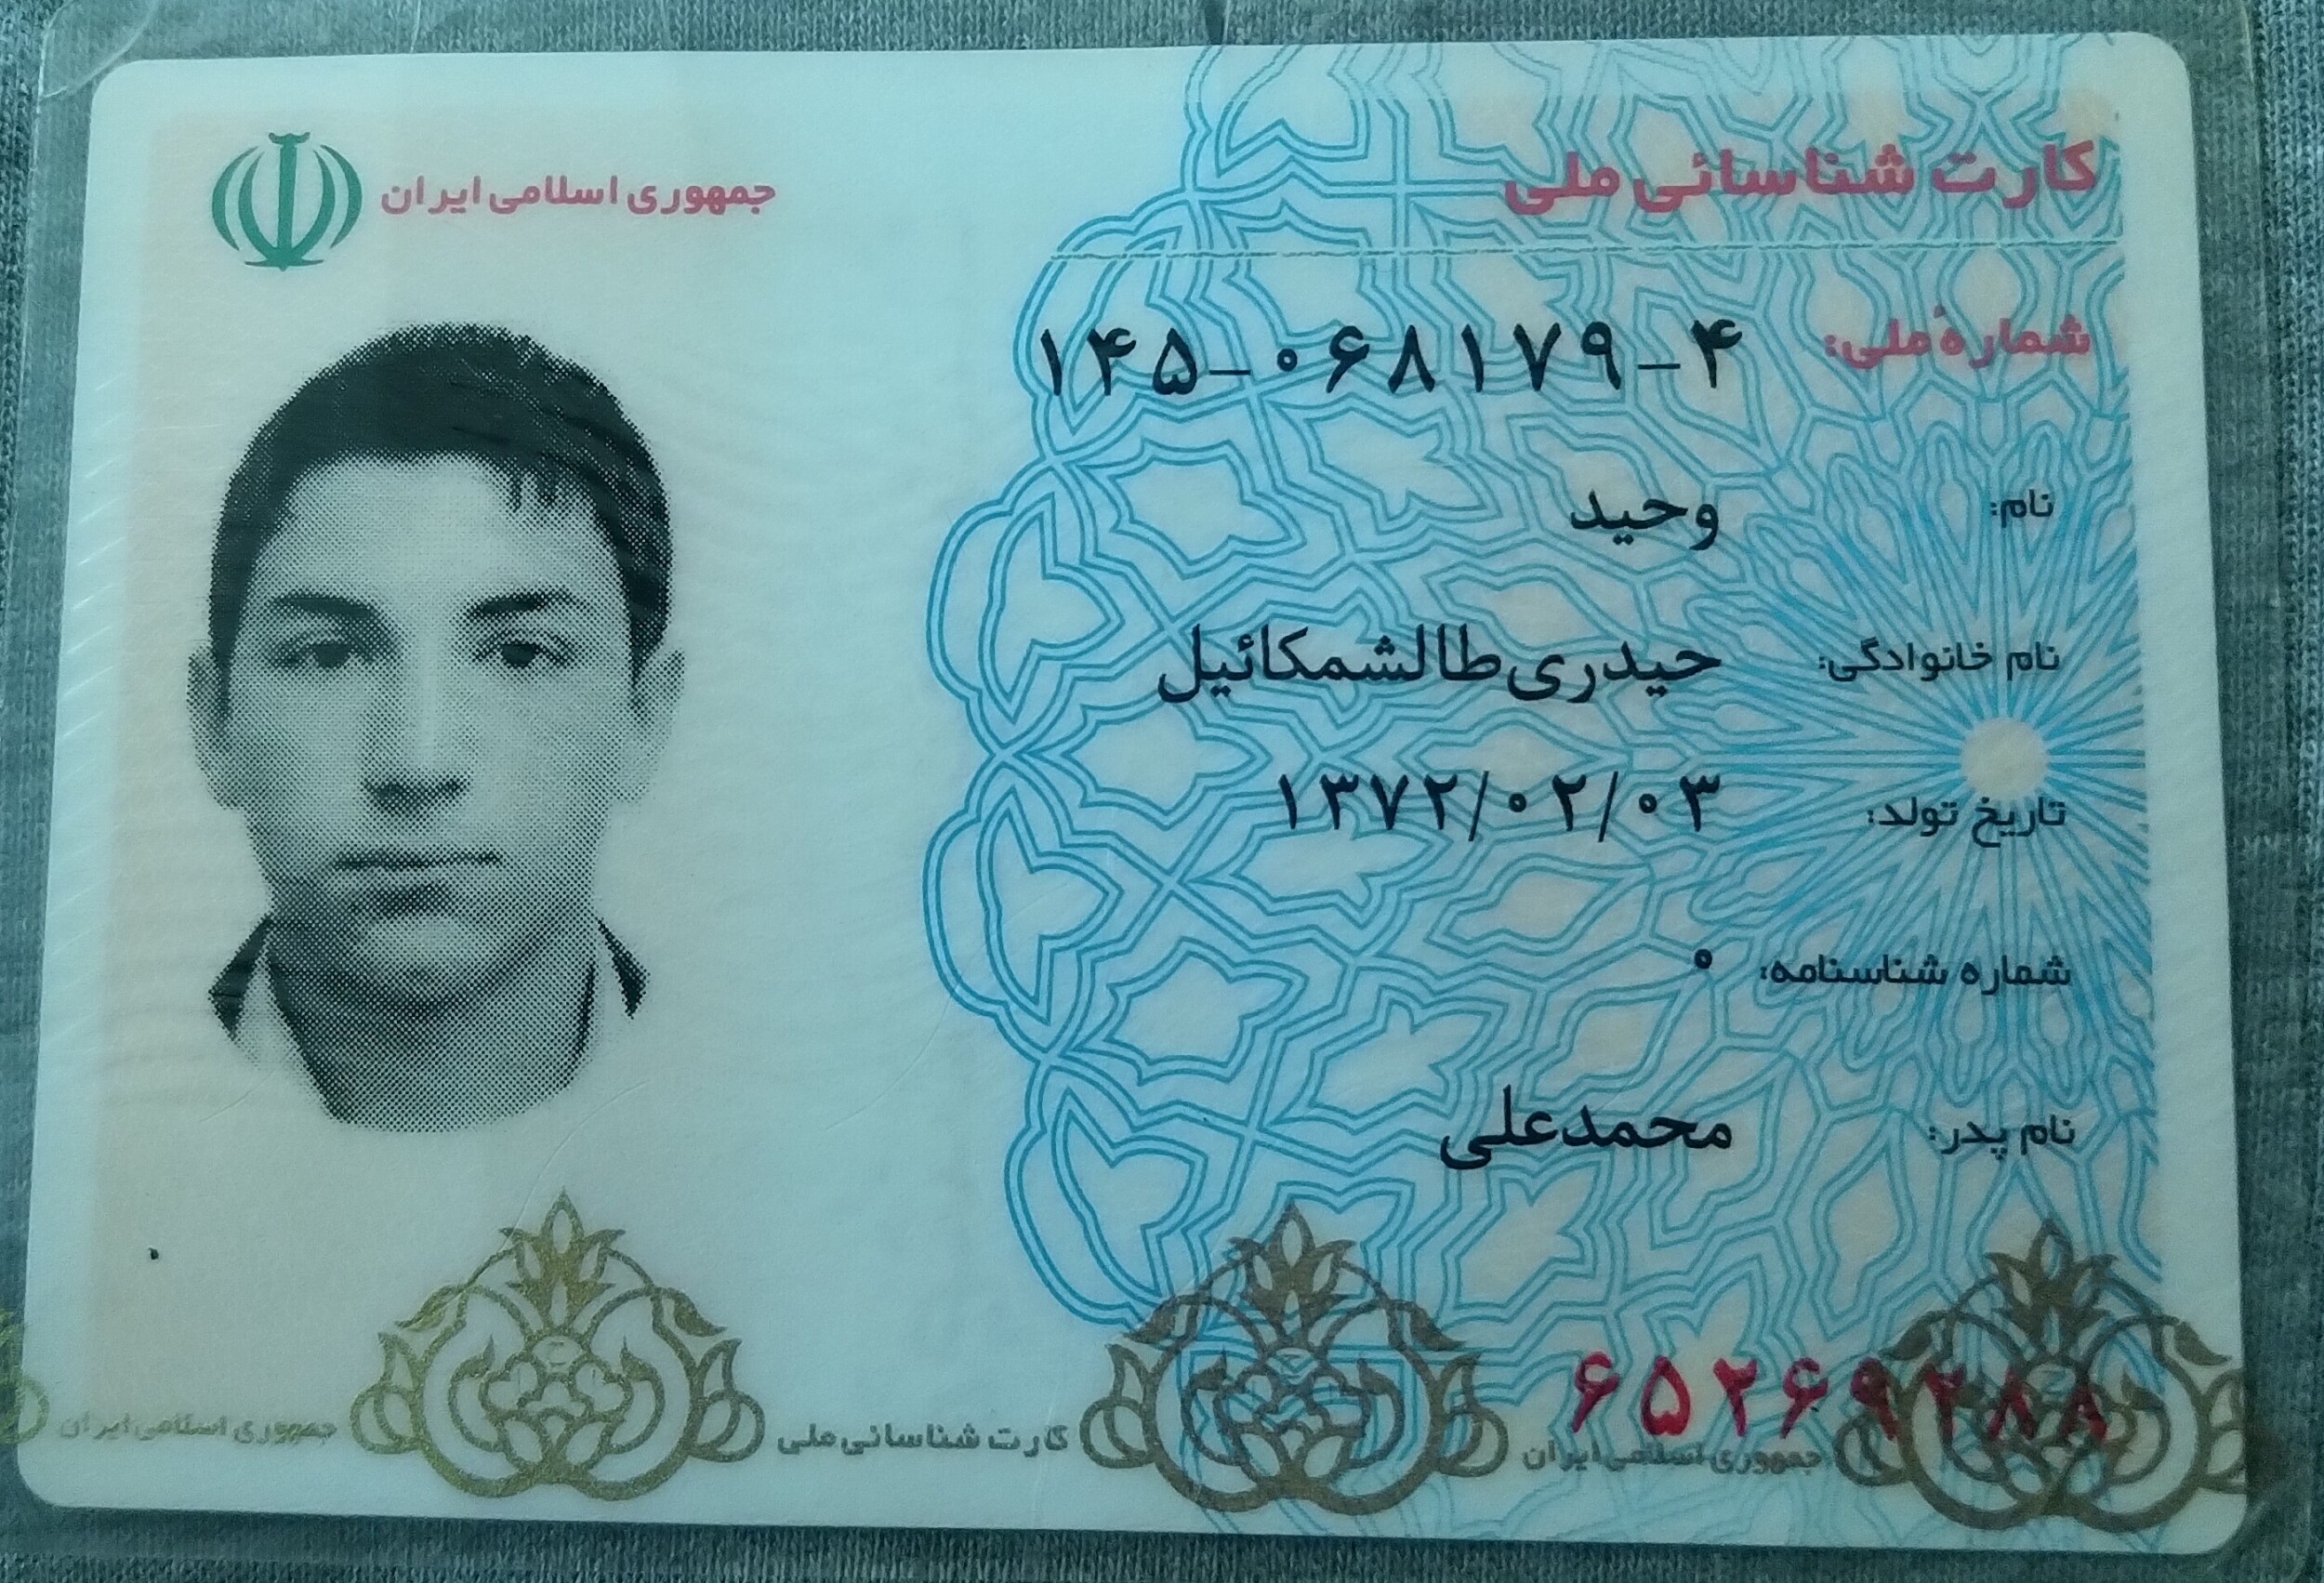 کارت شناسائی ملی
جمهوری اسلامی ایران
شمارهٔ ملی: ۱۴۵-۰۶۸۱۷۹-۴
نام: وحید
نام خانوادگی: حیدری‌طالشمکائیل
تاریخ تولد: ۱۳۷۲/۰۲/۰۳
شماره شناسنامه: ۰
نام پدر: محمدعلی
۶۵۲۶۹۲۸۸
جمهوری اسلامی ایران
کارت شناسائی ملی
جمهوری اسلامی ایران